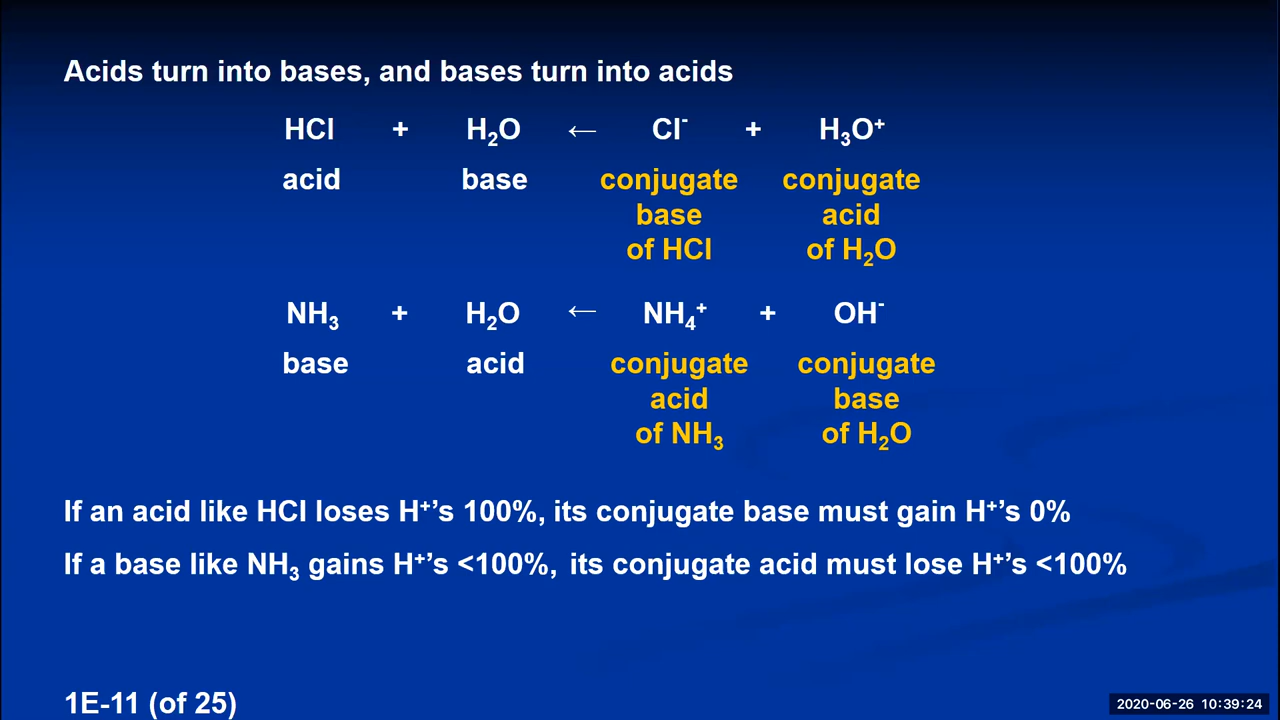 Acids turn into bases, and bases turn into acids
HCl + H₂O ← Cl⁻ + H₃O⁺
acid base conjugate conjugate
base acid
of HCl of H₂O
NH₃ + H₂O ← NH₄⁺ + OH⁻
base acid conjugate conjugate
acid base
of NH₃ of H₂O
If an acid like HCl loses H⁺’s 100%, its conjugate base must gain H⁺’s 0%
If a base like NH₃ gains H⁺’s <100%, its conjugate acid must lose H⁺’s <100%
1E-11 (of 25)
2020-06-26 10:39:24